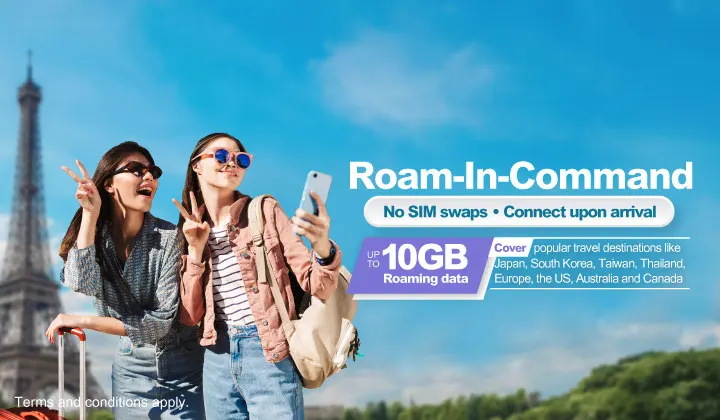 Roam-In-Command
No SIM swaps • Connect upon arrival
UP TO 10GB
Roaming data
Cover popular travel destinations like
Japan, South Korea, Taiwan, Thailand,
Europe, the US, Australia and Canada
Terms and conditions apply.